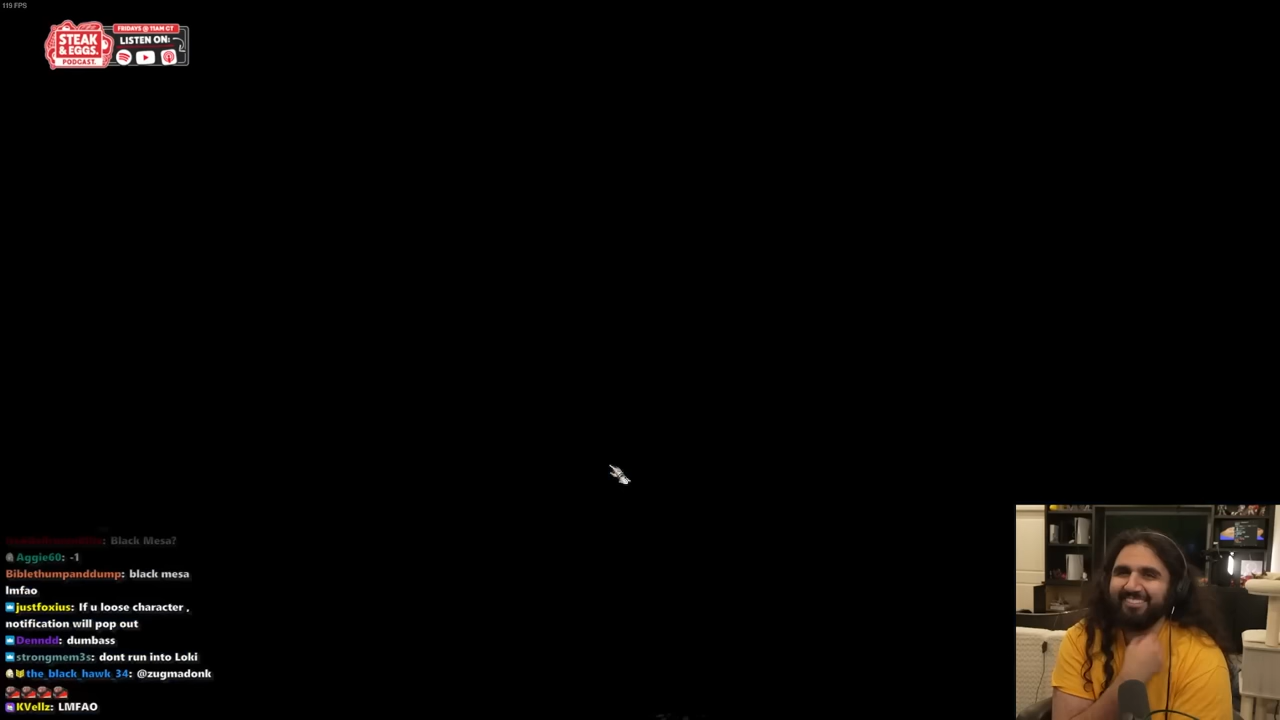 119 FPS
STEAK
& EGGS.
PODCAST.
FRIDAYS @ 11AM CT
LISTEN ON:
: Black Mesa?
Aggie60: -1
Biblethumpanddump: black mesa
lmfao
justfoxius: If u loose character ,
notification will pop out
Denndd: dumbass
strongmem3s: dont run into Loki
the_black_hawk_34: @zugmadonk
KVellz: LMFAO